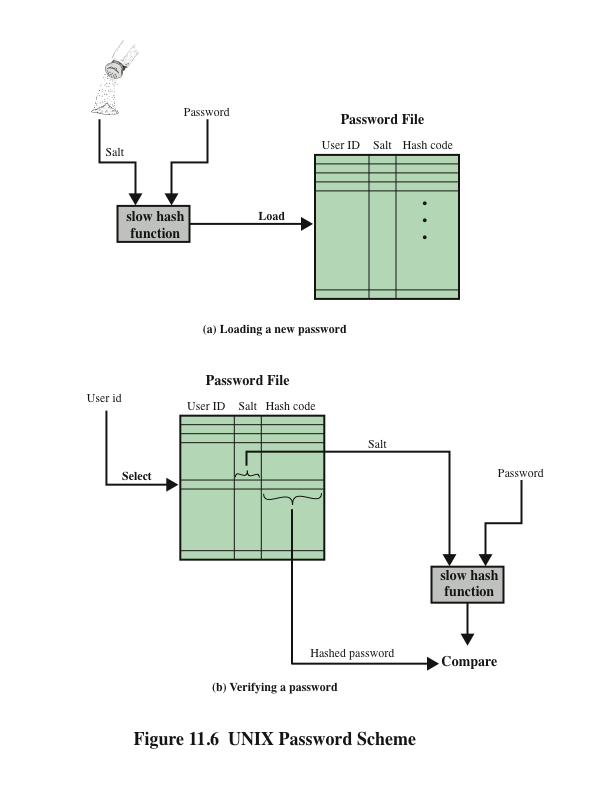 Password
Salt
Password File
User ID Salt Hash code
slow hash
function
Load
(a) Loading a new password
Password File
User id
User ID Salt Hash code
Salt
Select
Password
slow hash
function
Hashed password
Compare
(b) Verifying a password
Figure 11.6 UNIX Password Scheme